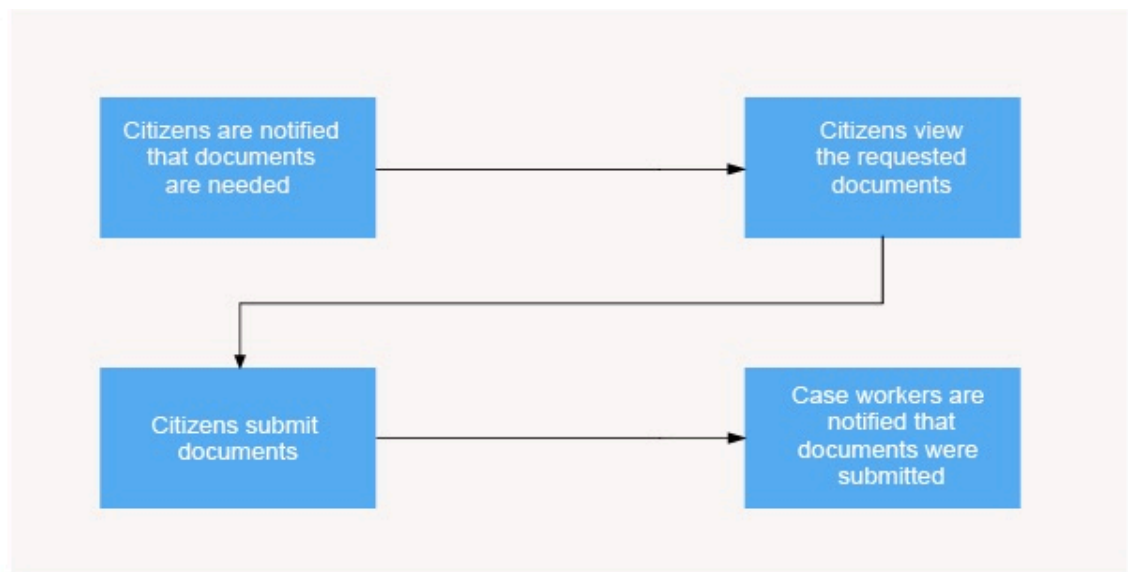 Citizens are notified
that documents
are needed
Citizens view
the requested
documents
Citizens submit
documents
Case workers are
notified that
documents were
submitted